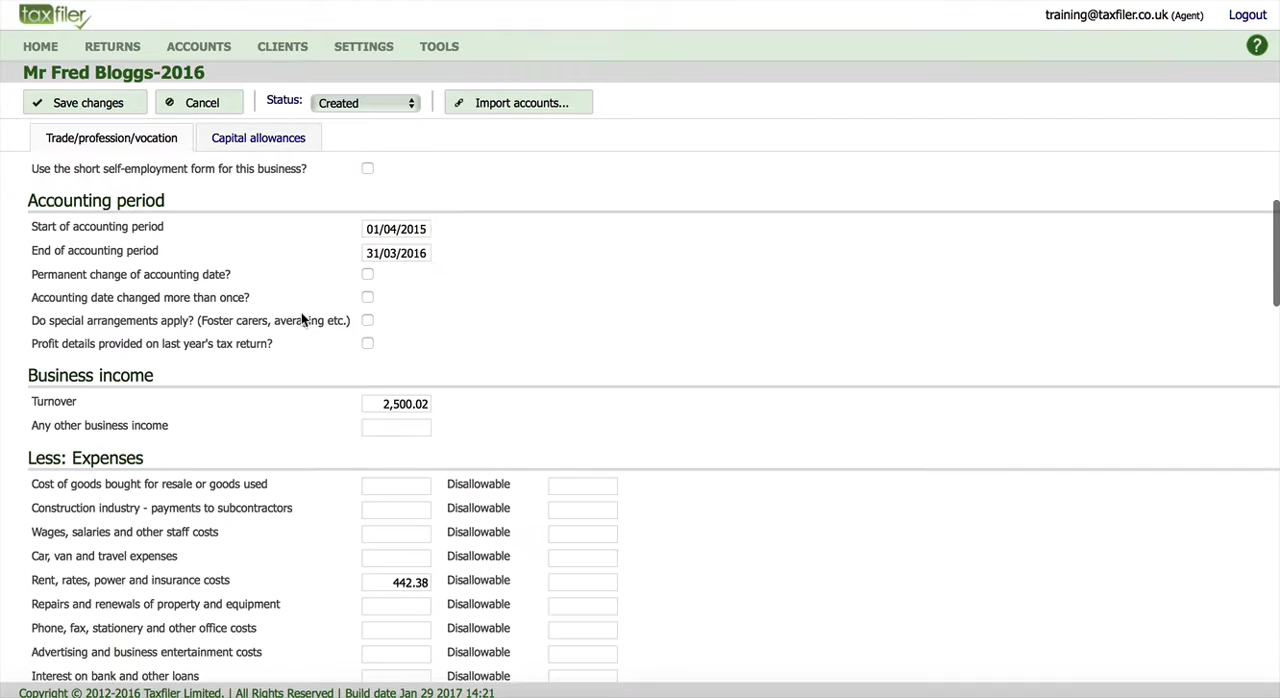 taxfiler
training@taxfiler.co.uk (Agent) Logout
HOME RETURNS ACCOUNTS CLIENTS SETTINGS TOOLS ?
Mr Fred Bloggs-2016
Save changes Cancel Status: Created Import accounts...
Trade/profession/vocation Capital allowances
Use the short self-employment form for this business?
Accounting period
Start of accounting period 01/04/2015
End of accounting period 31/03/2016
Permanent change of accounting date?
Accounting date changed more than once?
Do special arrangements apply? (Foster carers, averaging etc.)
Profit details provided on last year's tax return?
Business income
Turnover 2,500.02
Any other business income
Less: Expenses
Cost of goods bought for resale or goods used Disallowable
Construction industry - payments to subcontractors Disallowable
Wages, salaries and other staff costs Disallowable
Car, van and travel expenses Disallowable
Rent, rates, power and insurance costs 442.38 Disallowable
Repairs and renewals of property and equipment Disallowable
Phone, fax, stationery and other office costs Disallowable
Advertising and business entertainment costs Disallowable
Interest on bank and other loans Disallowable
Copyright © 2012-2016 Taxfiler Limited. | All Rights Reserved | Build date Jan 29 2017 14:21